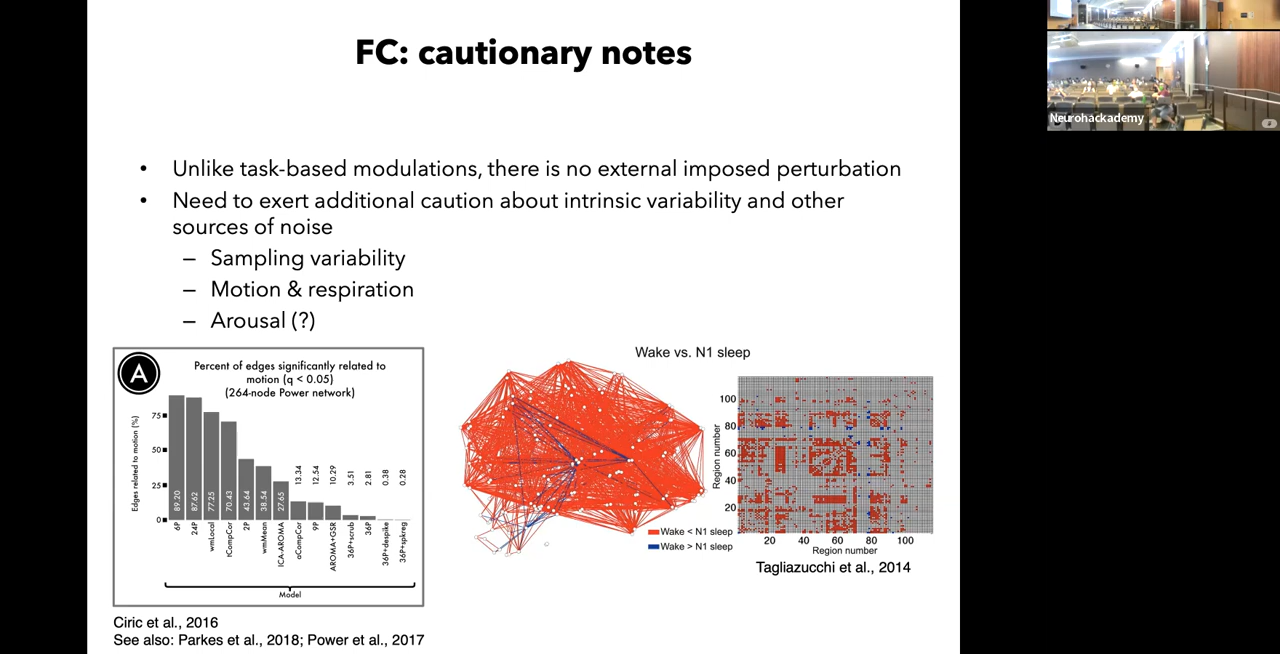 FC: cautionary notes
• Unlike task-based modulations, there is no external imposed perturbation
• Need to exert additional caution about intrinsic variability and other
sources of noise
– Sampling variability
– Motion & respiration
– Arousal (?)
A
Percent of edges significantly related to
motion (q < 0.05)
(264-node Power network)
Edges related to motion (%)
75
50
25
0
89.20
87.62
77.25
70.43
43.64
38.54
27.65
13.34
12.54
10.29
3.51
2.81
0.38
0.28
6P
24P
wmLocal
tCompCor
2P
wmMean
ICA-AROMA
aCompCor
9P
AROMA+GSR
36P+scrub
36P
36P+despike
36P+spkreg
Model
Ciric et al., 2016
See also: Parkes et al., 2018; Power et al., 2017
Wake vs. N1 sleep
Wake < N1 sleep
Wake > N1 sleep
Region number
100
80
60
40
20
20 40 60 80 100
Region number
Tagliazucchi et al., 2014
Neurohackademy